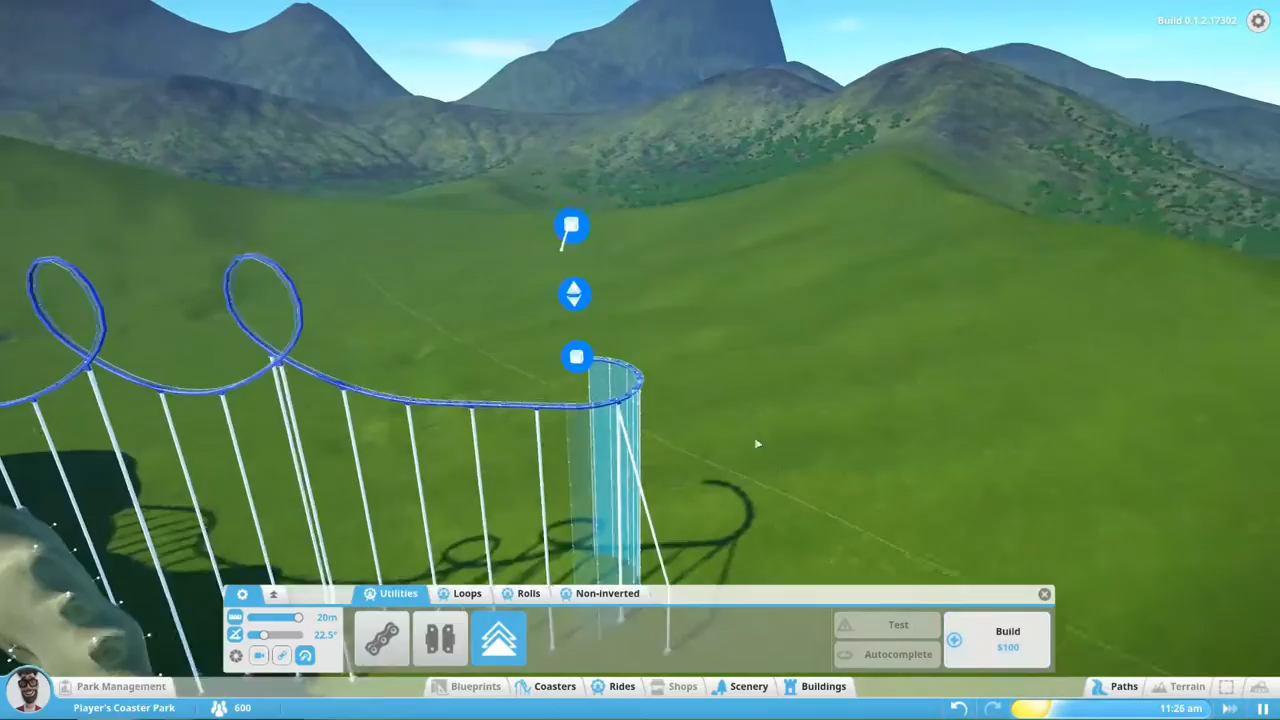 Build 0.1.2.17302
Utilities Loops Rolls Non-inverted
20m
22.5°
Test
Autocomplete
Build
$100
Park Management Blueprints Coasters Rides Shops Scenery Buildings Paths Terrain
Player's Coaster Park 600 11:26 am